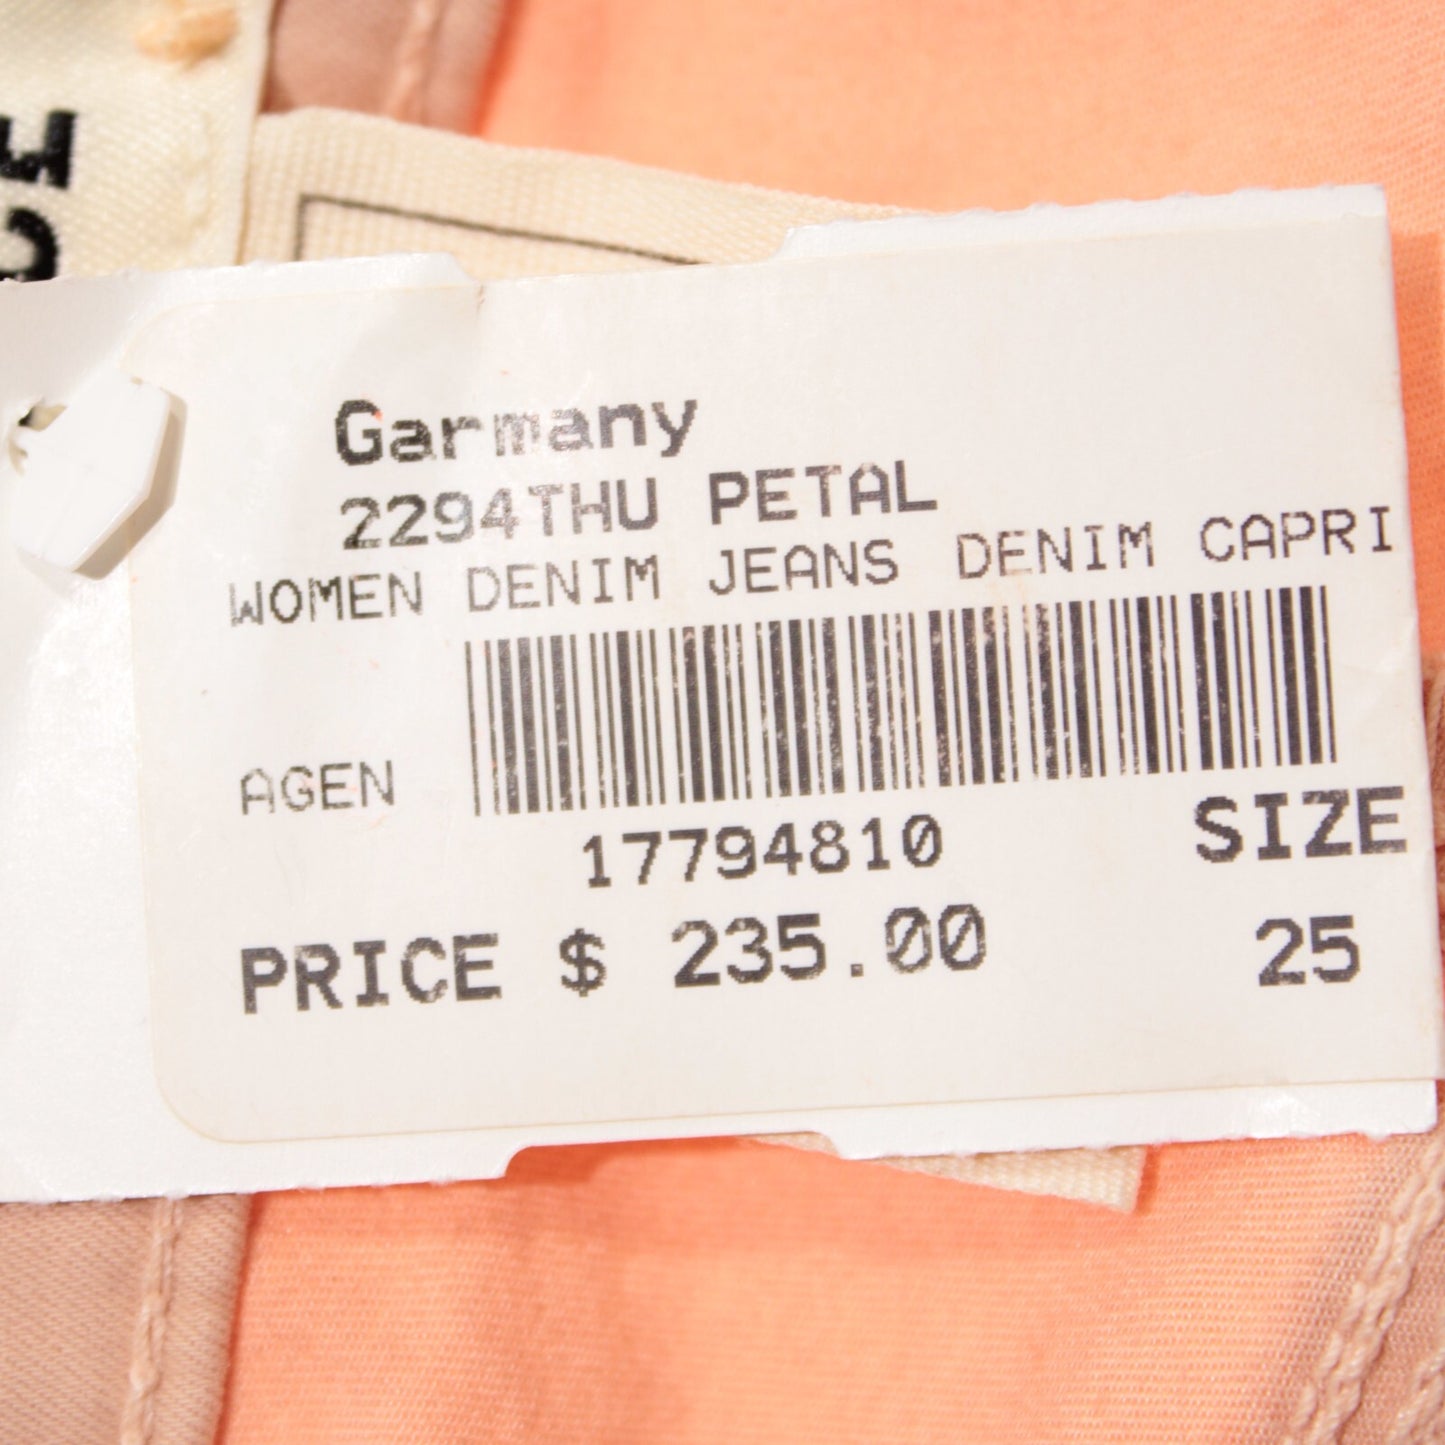 Garmany
2294THU PETAL
WOMEN DENIM JEANS DENIM CAPRI
AGEN
17794810
SIZE
PRICE $ 235.00
25